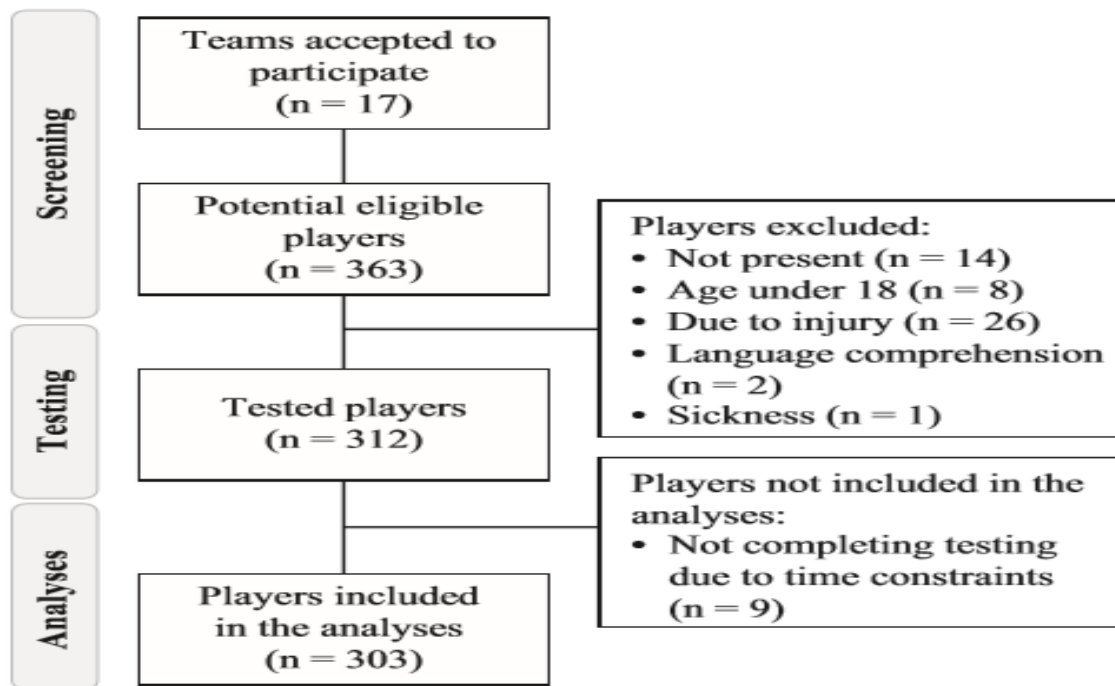 Screening
Teams accepted to
participate
(n = 17)
Potential eligible
players
(n = 363)
Players excluded:
• Not present (n = 14)
• Age under 18 (n = 8)
• Due to injury (n = 26)
• Language comprehension
(n = 2)
• Sickness (n = 1)
Testing
Tested players
(n = 312)
Players not included in the
analyses:
• Not completing testing
due to time constraints
(n = 9)
Analyses
Players included
in the analyses
(n = 303)